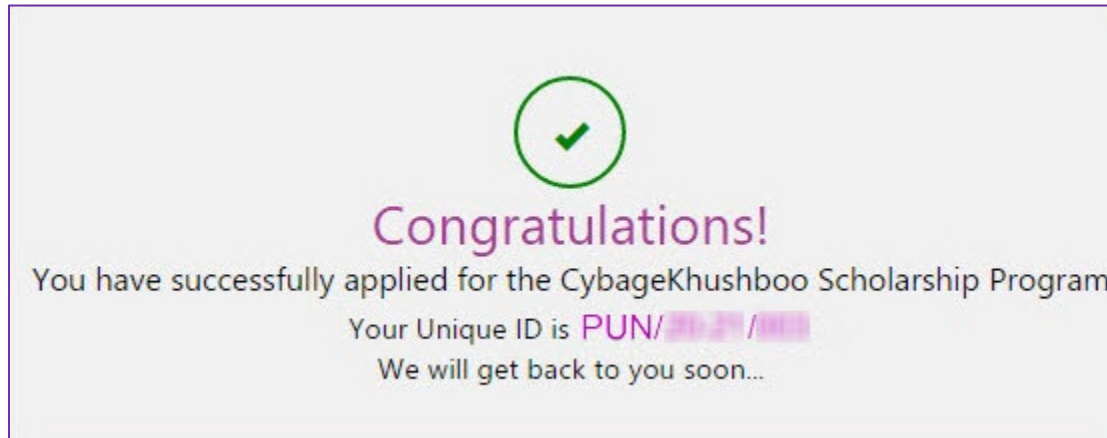 Congratulations!
You have successfully applied for the CybageKhushboo Scholarship Program
Your Unique ID is PUN/
We will get back to you soon...